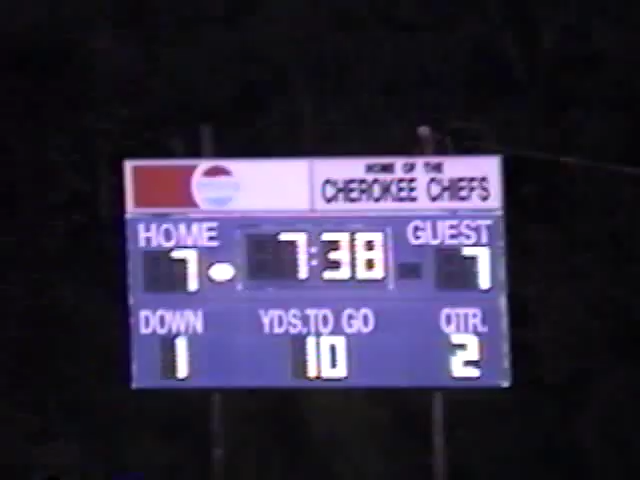 HOME OF THE
CHEROKEE CHIEFS
HOME GUEST
7 7:38 7
DOWN YDS.TO GO QTR.
1 10 2